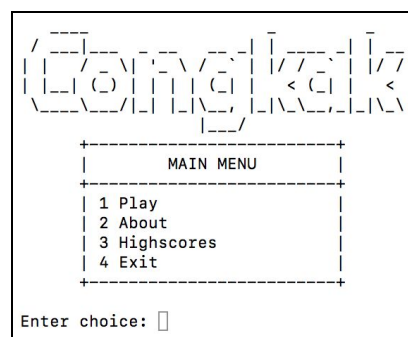 Congkak
MAIN MENU
1 Play
2 About
3 Highscores
4 Exit
Enter choice: